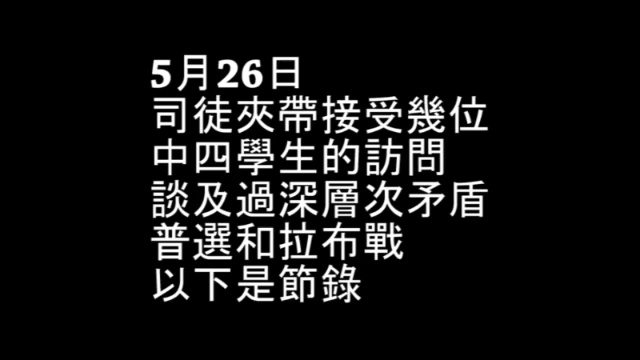 5月26日
司徒夾帶接受幾位
中四學生的訪問
談及過深層次矛盾
普選和拉布戰
以下是節錄